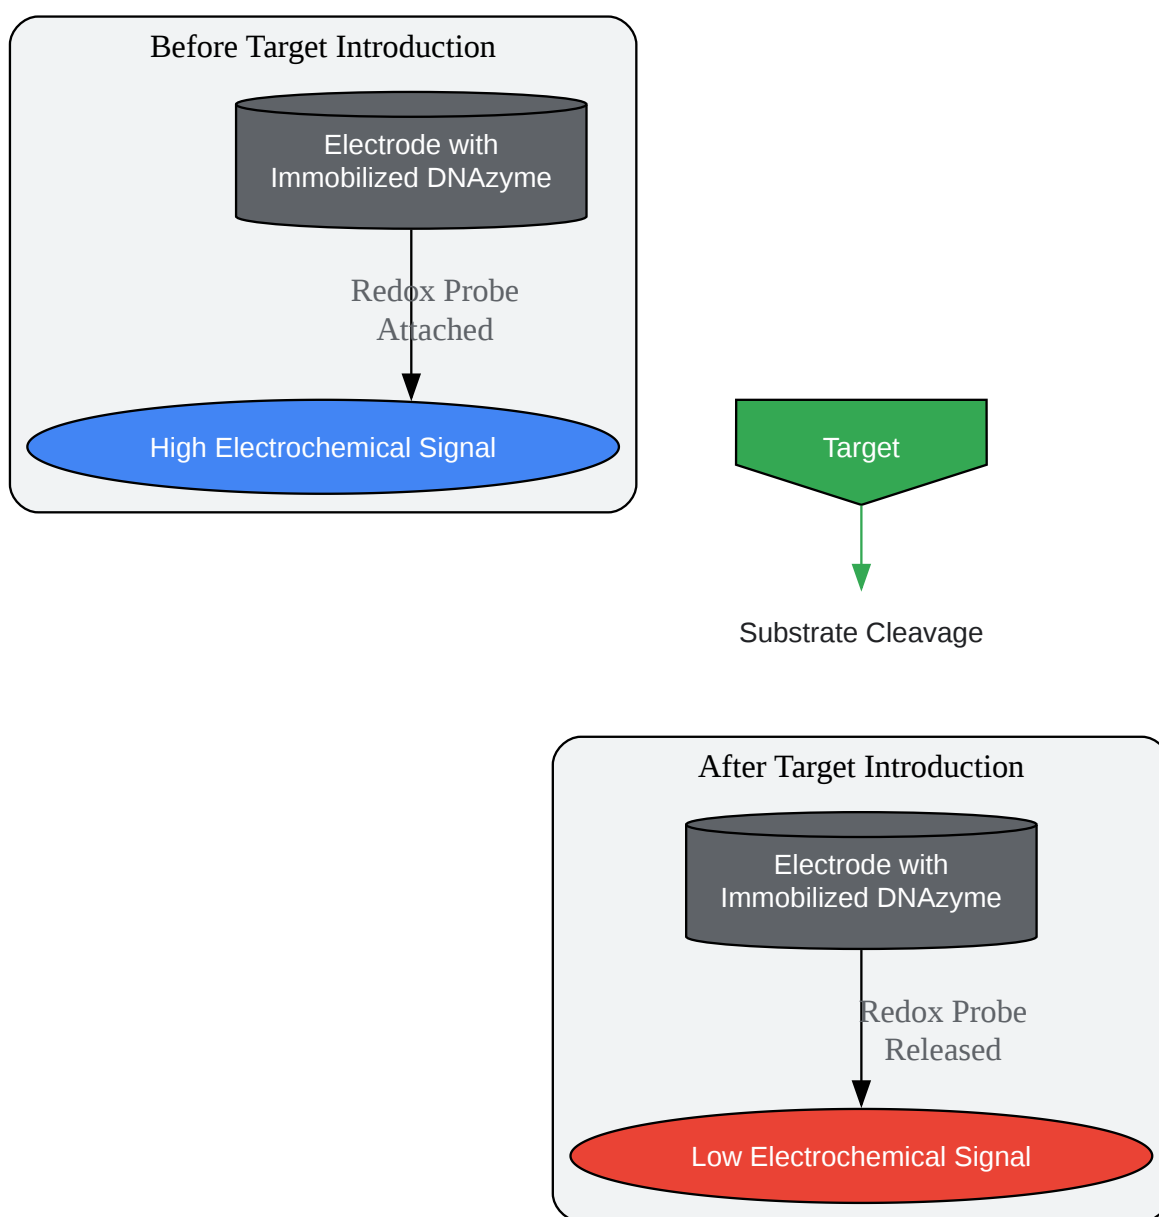 Before Target Introduction
Electrode with
Immobilized DNAzyme
Redox Probe
Attached
High Electrochemical Signal
Target
Substrate Cleavage
After Target Introduction
Electrode with
Immobilized DNAzyme
Redox Probe
Released
Low Electrochemical Signal